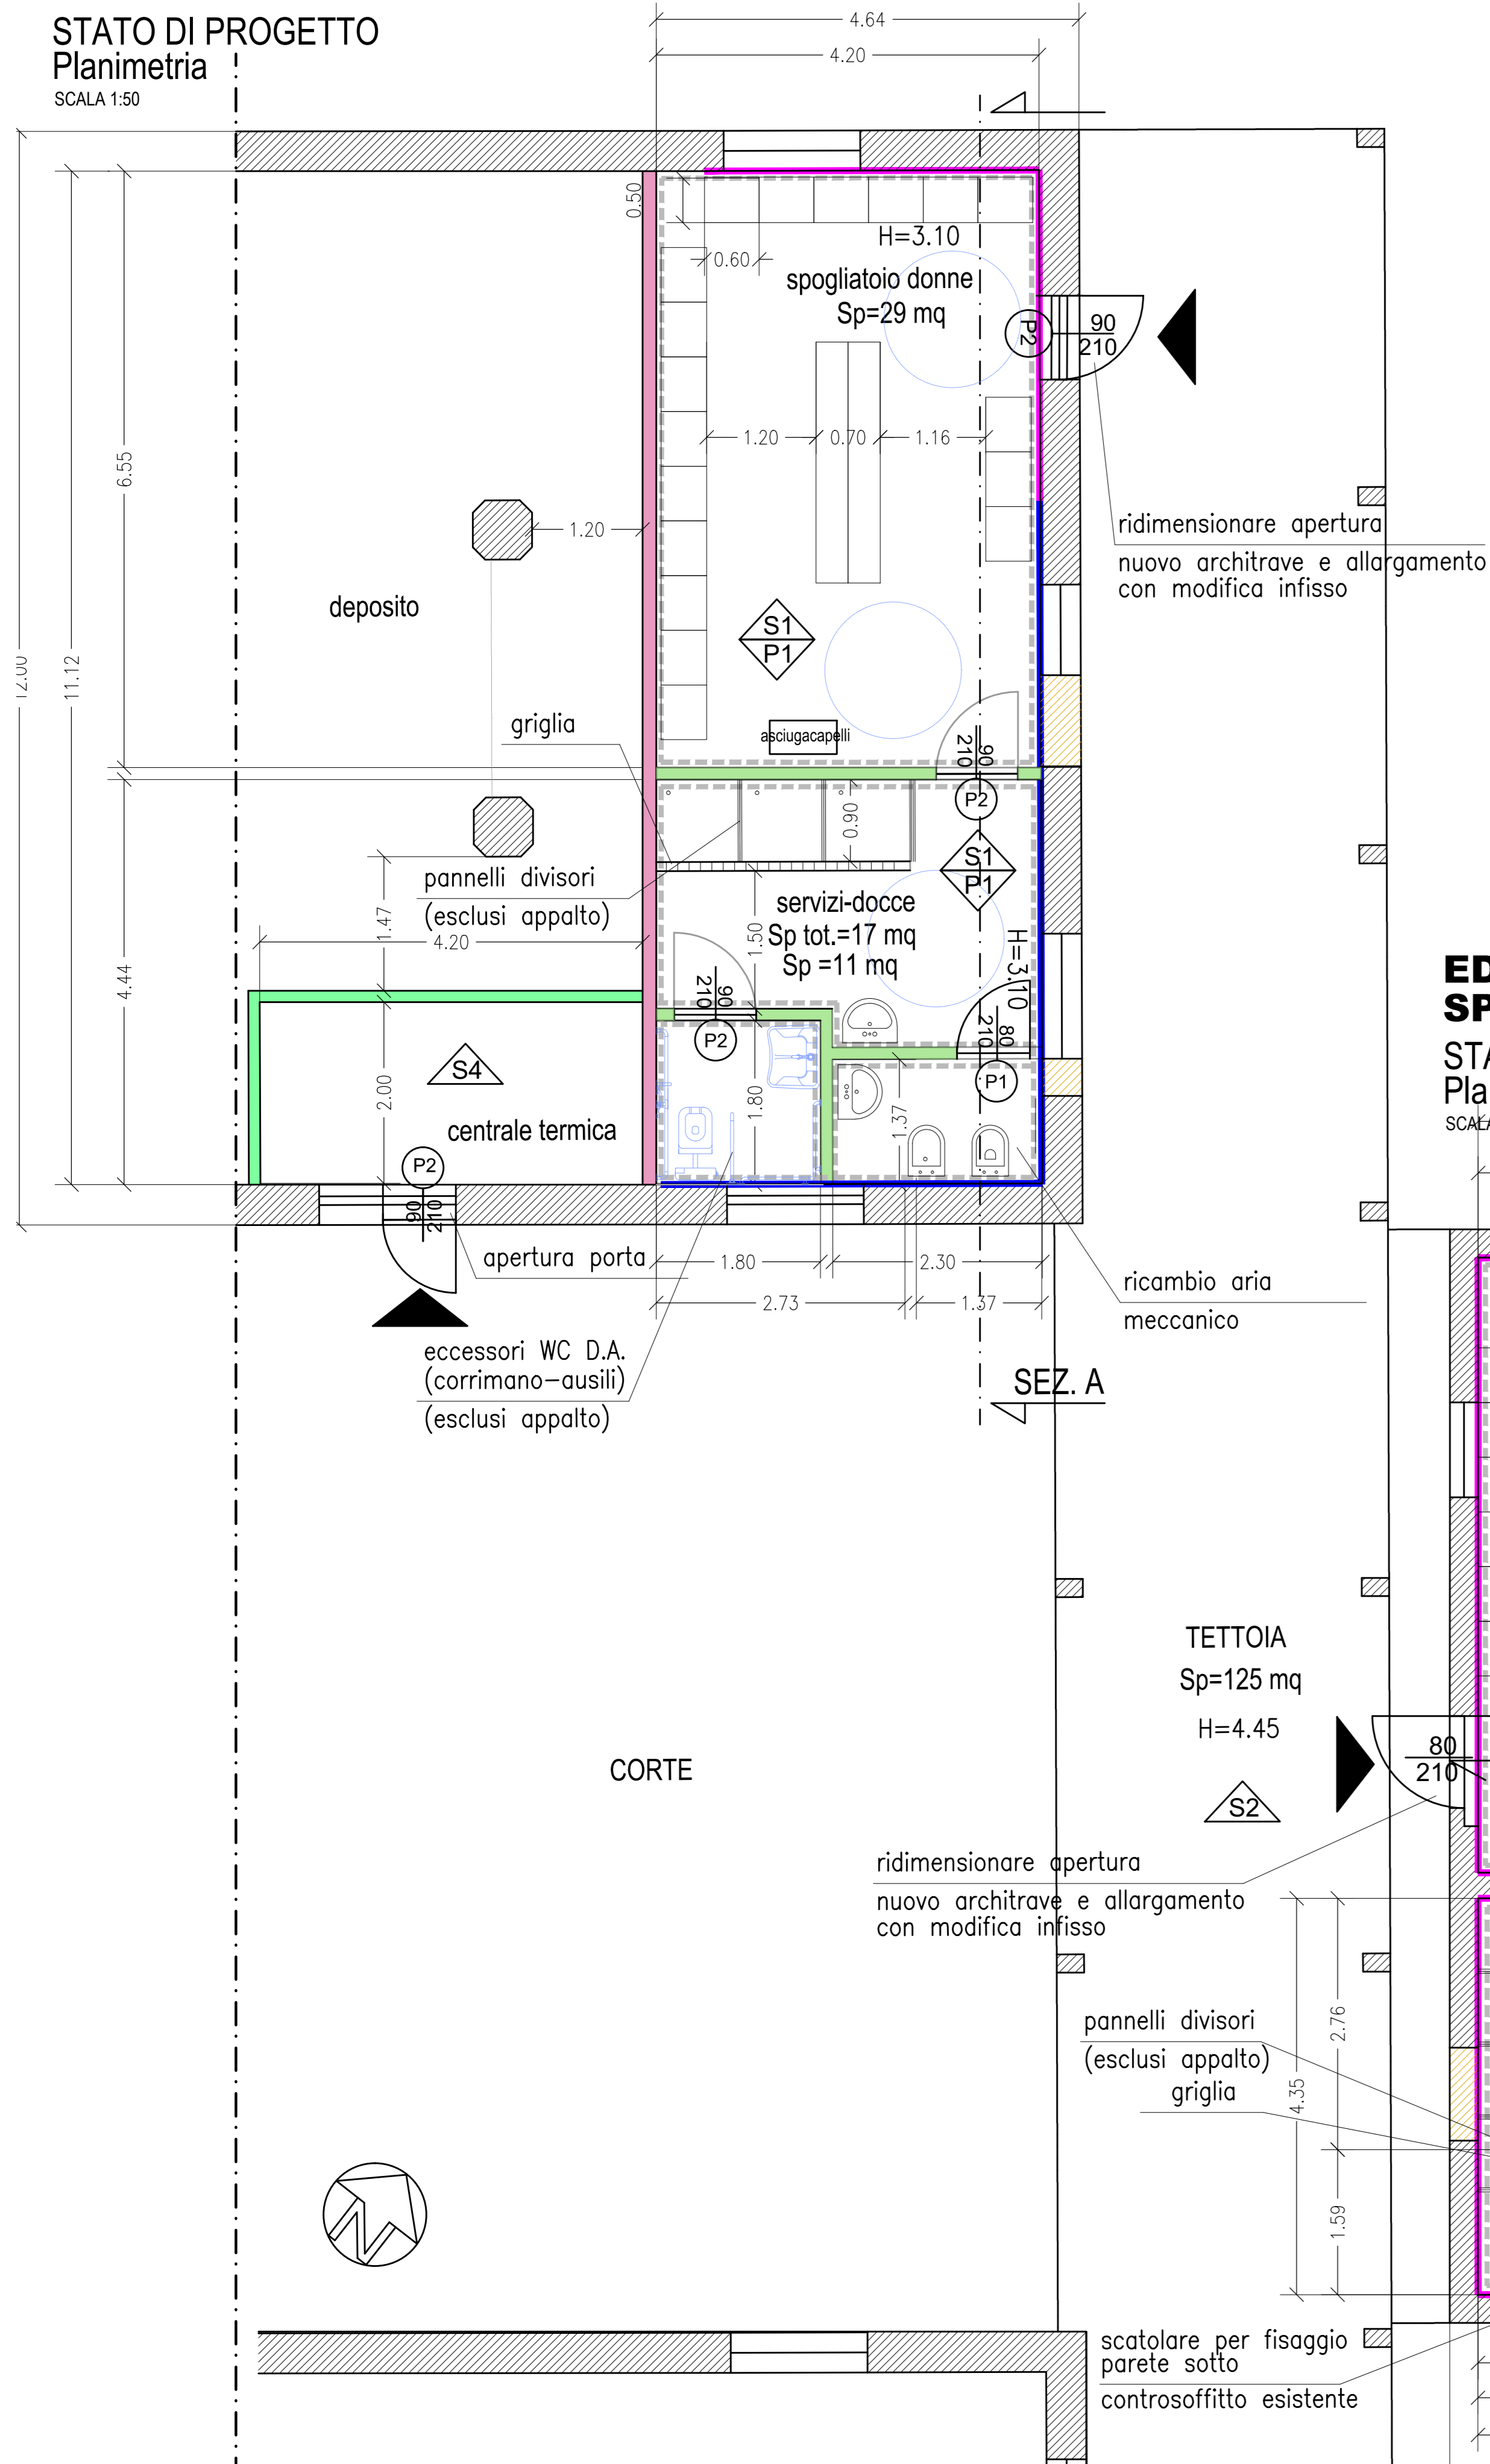 STATO DI PROGETTO
Planimetria
SCALA 1:50
4.64
4.20
0.50
H=3.10
0.60
spogliatoio donne
Sp=29 mq
P2
90
210
1.20
0.70
1.16
6.55
11.12
12.00
1.20
ridimensionare apertura
nuovo architrave e allargamento
con modifica infisso
deposito
S1
P1
griglia
asciugacapelli
90
210
P2
0.90
S1
P1
pannelli divisori
(esclusi appalto)
1.47
4.20
4.44
servizi-docce
Sp tot.=17 mq
Sp =11 mq
1.50
H=3.10
90
210
P2
80
210
P1
S4
2.00
centrale termica
1.80
1.37
P2
90
210
apertura porta
1.80
2.30
2.73
1.37
ricambio aria
meccanico
eccessori WC D.A.
(corrimano-ausili)
(esclusi appalto)
SEZ. A
ED
SP
STA
Pla
SCALA
TETTOIA
Sp=125 mq
H=4.45
S2
CORTE
80
210
ridimensionare apertura
nuovo architrave e allargamento
con modifica infisso
pannelli divisori
(esclusi appalto)
griglia
2.76
4.35
1.59
N
scatolare per fisaggio
parete sotto
controsoffitto esistente